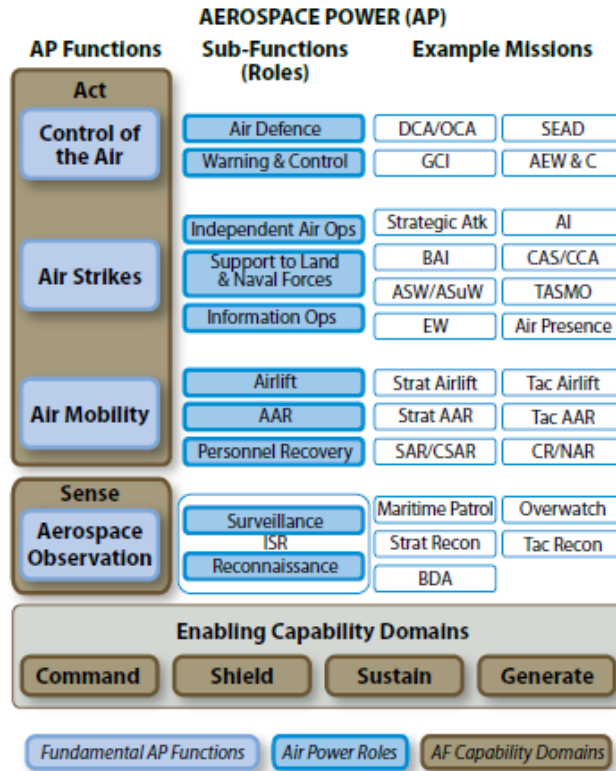 AEROSPACE POWER (AP)
AP Functions
Sub-Functions
(Roles)
Example Missions
Act
Control of
the Air
Air Defence
DCA/OCA
SEAD
Warning & Control
GCI
AEW & C
Air Strikes
Independent Air Ops
Strategic Atk
AI
Support to Land
& Naval Forces
BAI
CAS/CCA
ASW/ASuW
TASMO
Information Ops
EW
Air Presence
Air Mobility
Airlift
Strat Airlift
Tac Airlift
AAR
Strat AAR
Tac AAR
Personnel Recovery
SAR/CSAR
CR/NAR
Sense
Aerospace
Observation
Surveillance
ISR
Reconnaissance
Maritime Patrol
Overwatch
Strat Recon
Tac Recon
BDA
Enabling Capability Domains
Command
Shield
Sustain
Generate
Fundamental AP Functions
Air Power Roles
AF Capability Domains